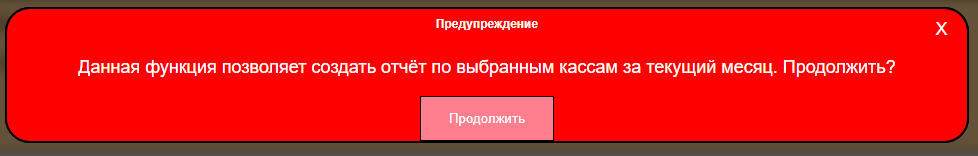 Предупреждение
X
Данная функция позволяет создать отчёт по выбранным кассам за текущий месяц. Продолжить?
Продолжить